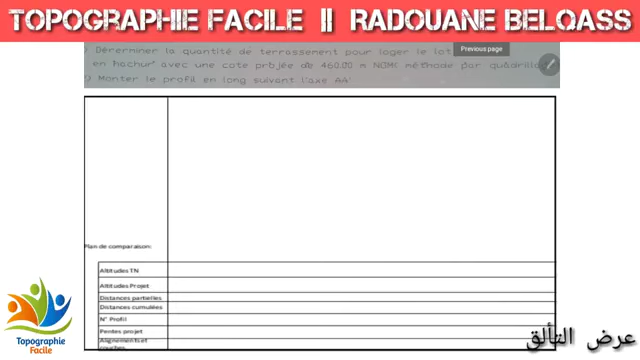 TOPOGRAPHIE FACILE || RADOUANE BELQASS
Déterminer la quantité de terrassement pour loger le lot
Previous page
en hachur avec une cote projée de 460.00 m NGMC méthode par quadrillage
Monter le profil en long suivant l'axe AA'
Plan de comparaison:
Altitudes TN
Altitudes Projet
Distances partielles
Distances cumulées
N° Profil
Pentes projet
Alignements et courbes
Topographie
Facile
عرض التألق